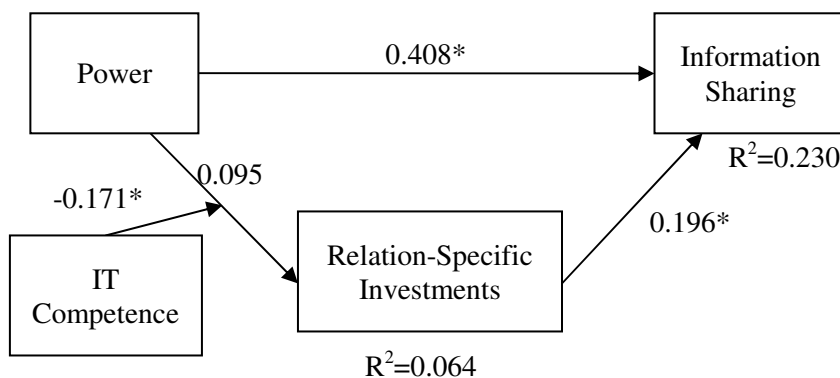 0.408*
Power
Information
Sharing
R²=0.230
0.095
-0.171*
0.196*
IT
Competence
Relation-Specific
Investments
R²=0.064